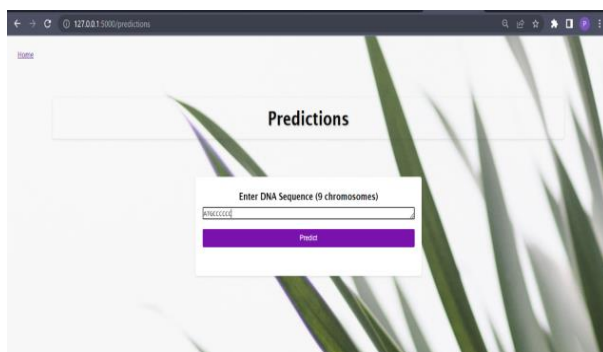 127.0.0.1:5000/predictions
P
Home
Predictions
Enter DNA Sequence (9 chromosomes)
ATGCCCCCC
Predict